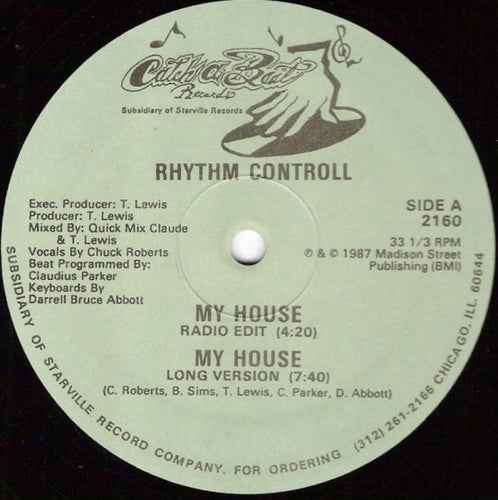 Catch a Beat
Records
Subsidiary of Starville Records
RHYTHM CONTROLL
Exec. Producer: T. Lewis
Producer: T. Lewis
Mixed By: Quick Mix Claude
& T. Lewis
Vocals By Chuck Roberts
Beat Programmed By:
Claudius Parker
Keyboards By
Darrell Bruce Abbott
SIDE A
2160
33 1/3 RPM
℗ & © 1987 Madison Street
Publishing (BMI)
MY HOUSE
RADIO EDIT (4:20)
MY HOUSE
LONG VERSION (7:40)
(C. Roberts, B. Sims, T. Lewis, C. Parker, D. Abbott)
SUBSIDIARY OF STARVILLE RECORD COMPANY. FOR ORDERING (312) 261-2166 CHICAGO, ILL. 60644